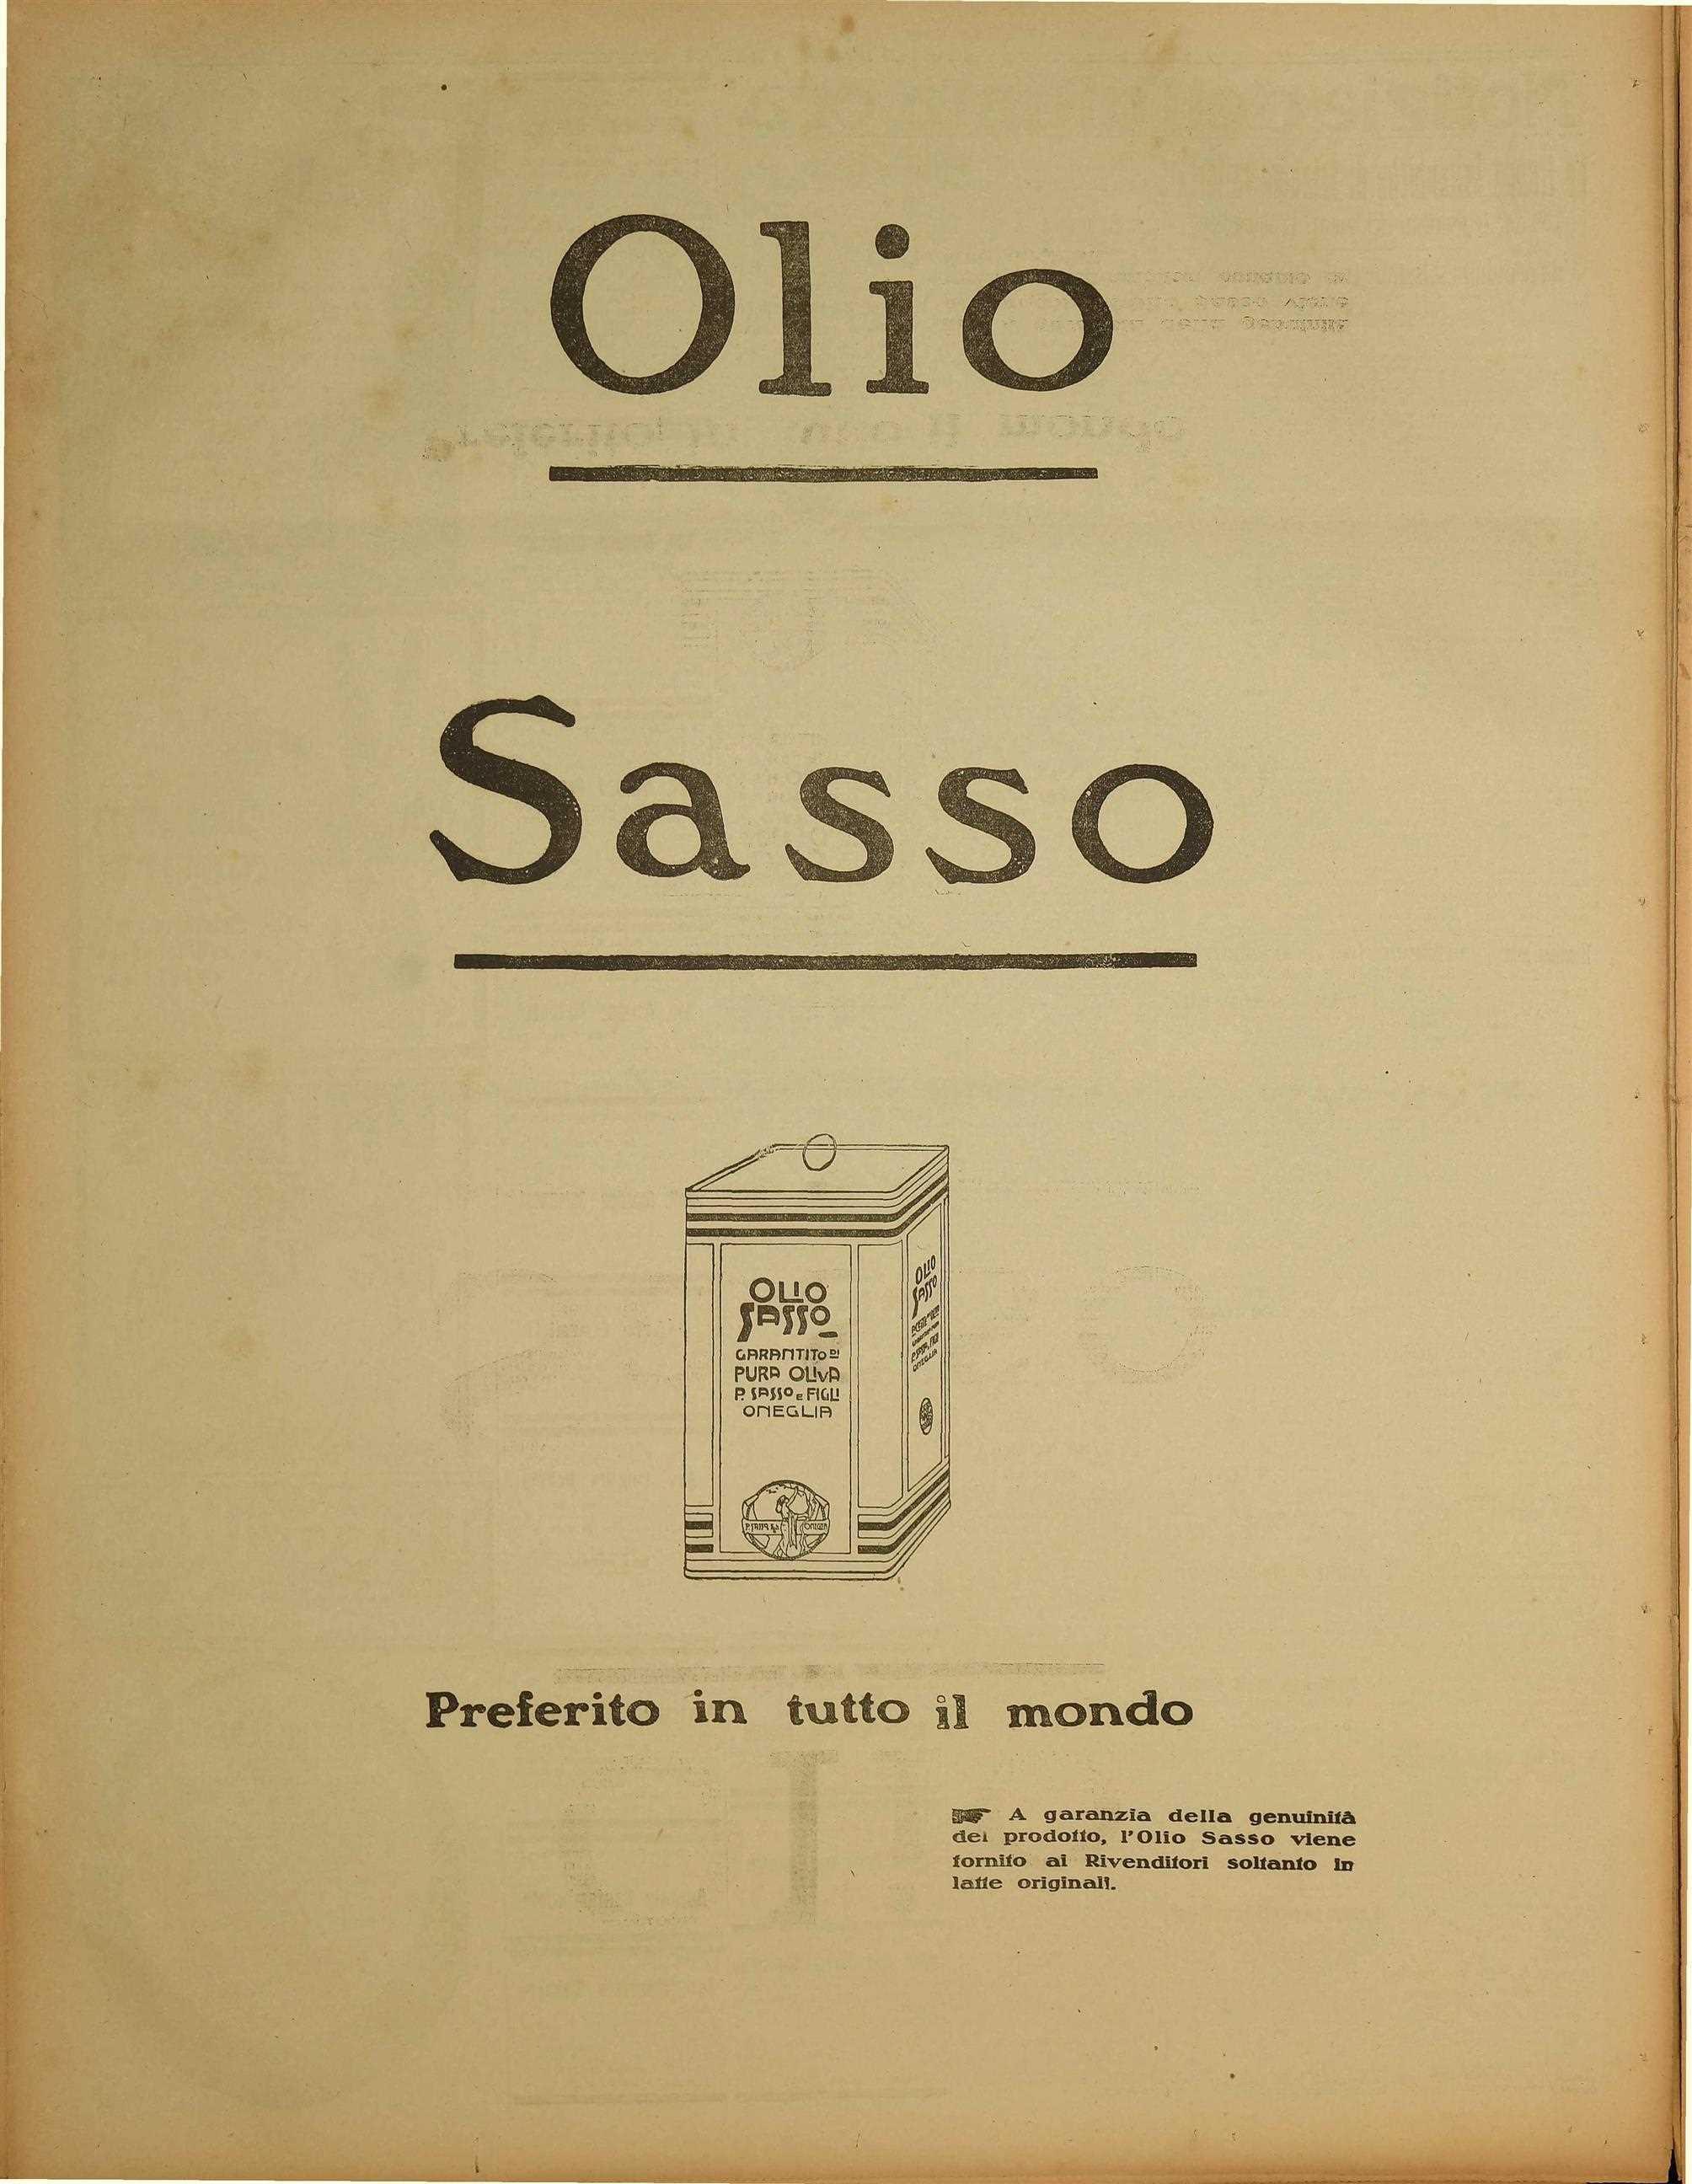 Olio
Sasso
OLIO
SASSO
GARANTITO DI
PURA OLIVA
P. SASSO E FIGLI
ONEGLIA
OLIO
SASSO
ONEGLIA
Preferito in tutto il mondo
☛ A garanzia della genuinità
del prodotto, l'Olio Sasso viene
fornito ai Rivenditori soltanto in
latte originali.